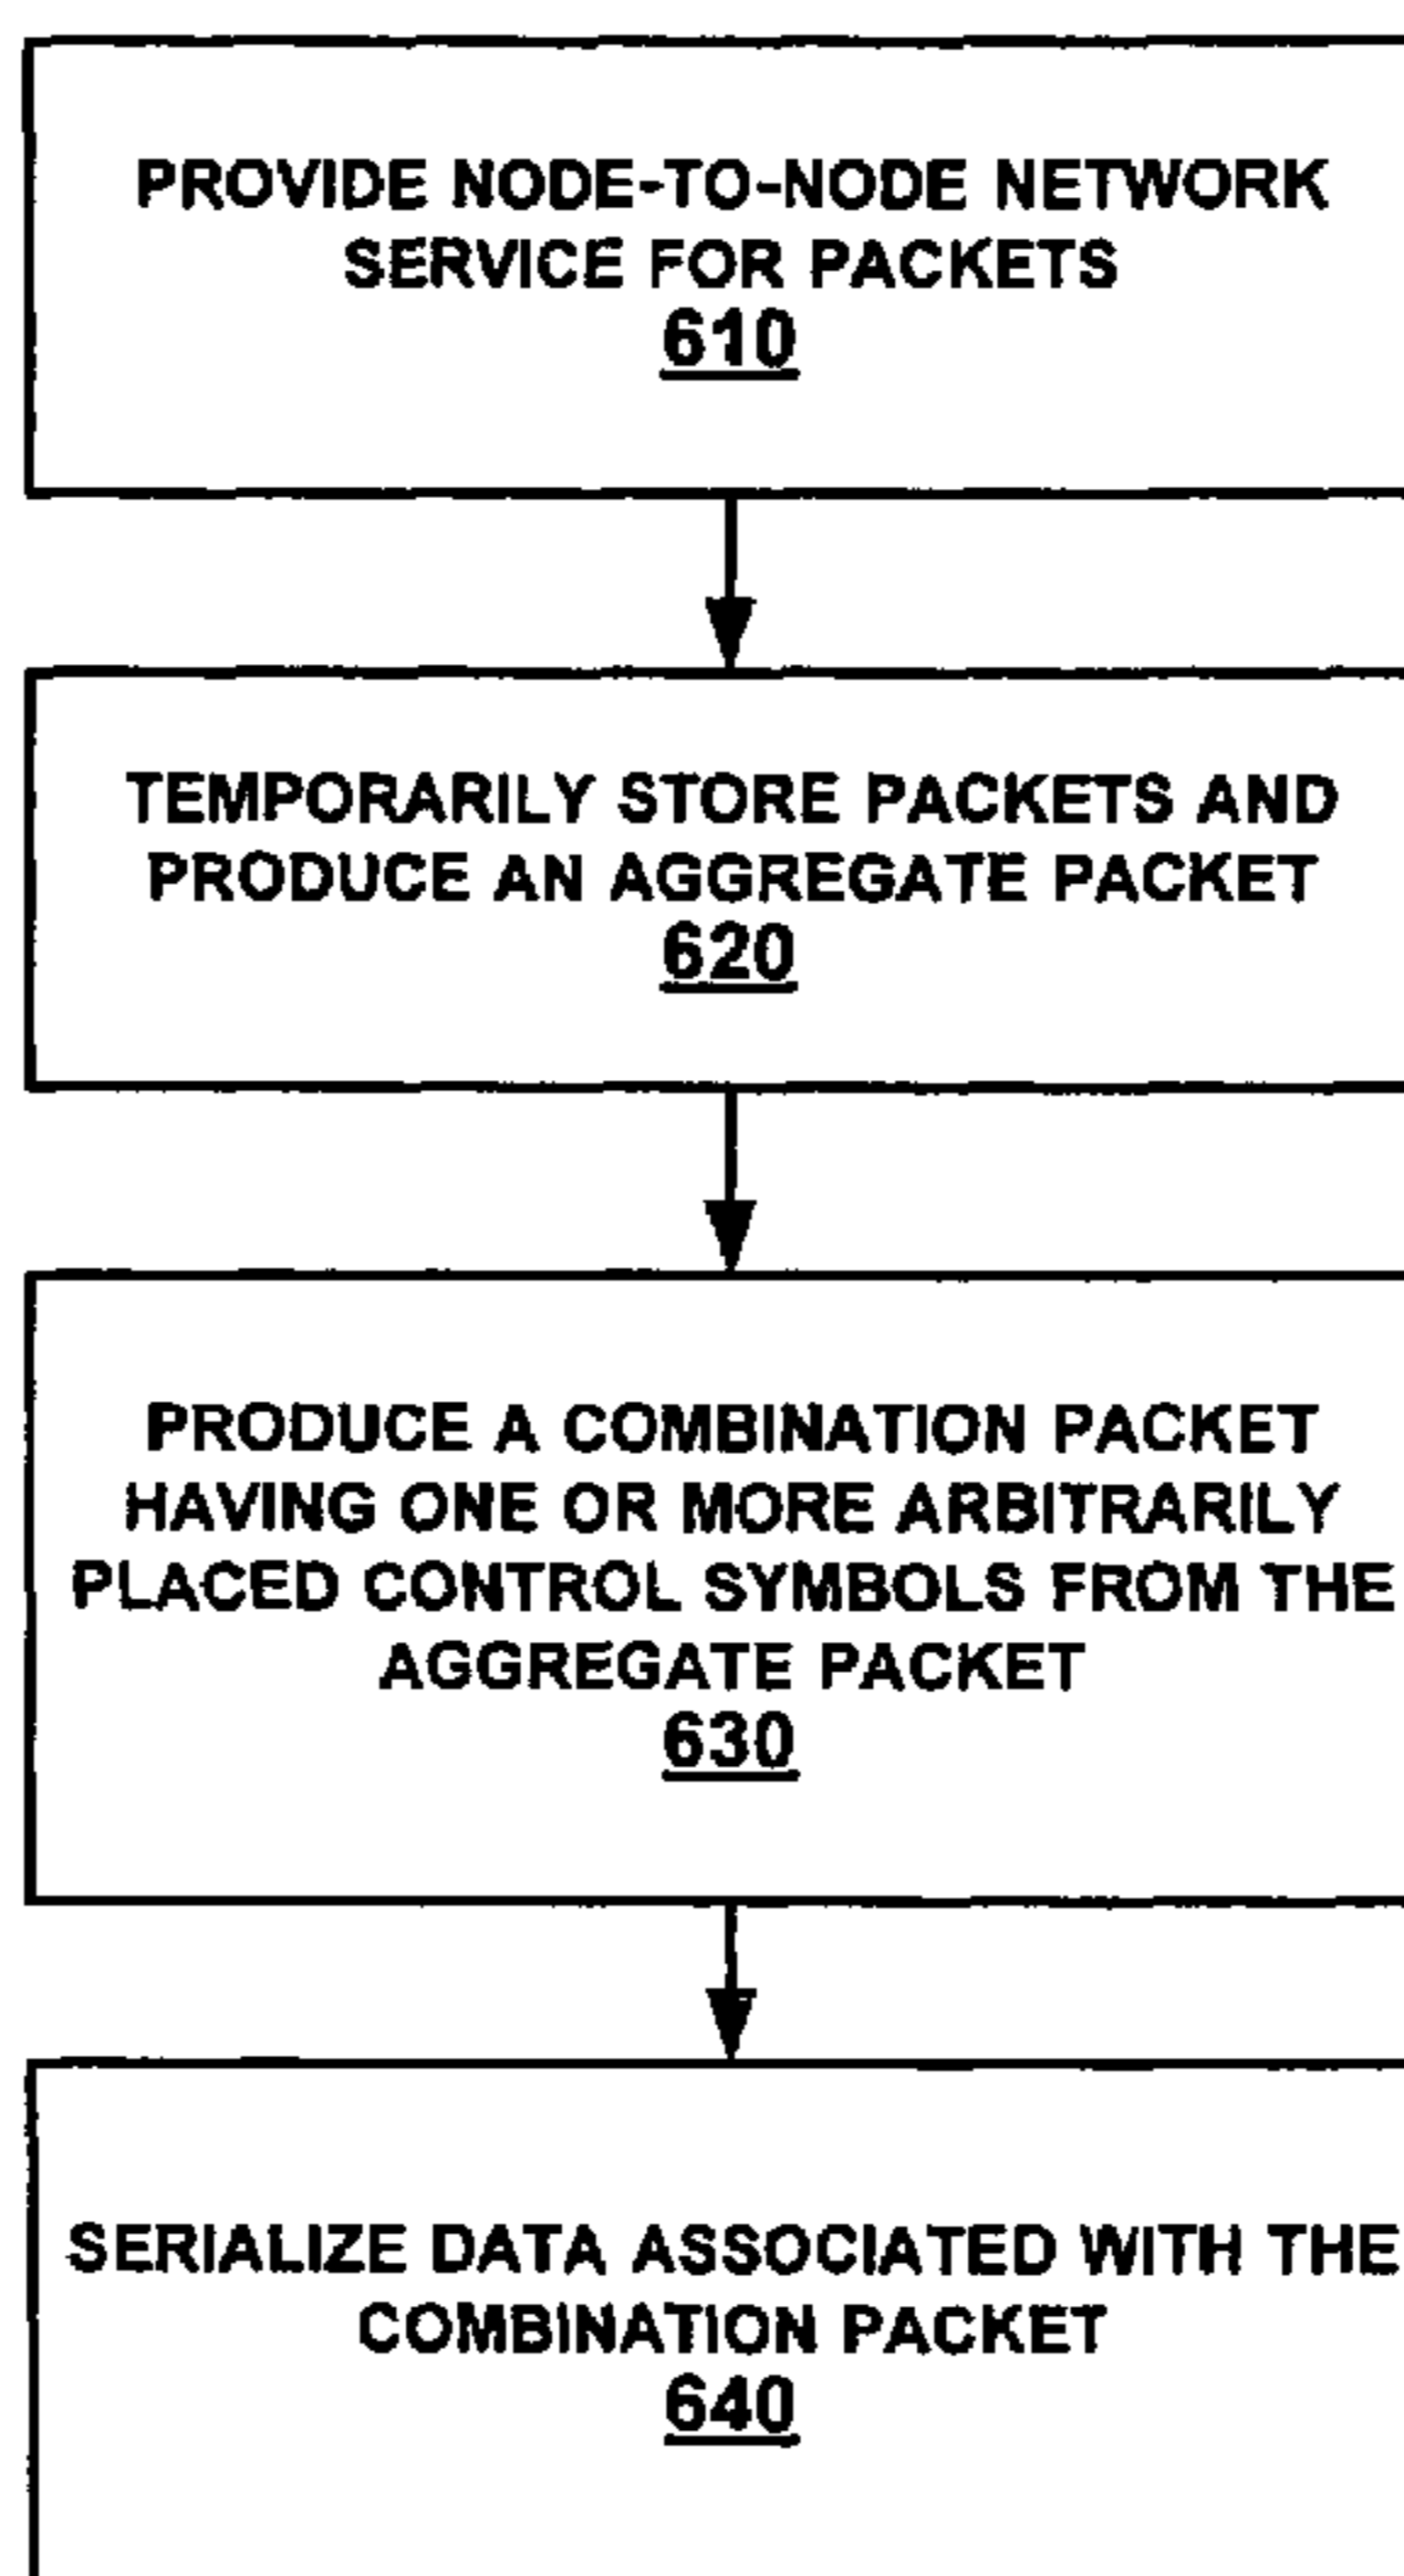 PROVIDE NODE-TO-NODE NETWORK
SERVICE FOR PACKETS
610
TEMPORARILY STORE PACKETS AND
PRODUCE AN AGGREGATE PACKET
620
PRODUCE A COMBINATION PACKET
HAVING ONE OR MORE ARBITRARILY
PLACED CONTROL SYMBOLS FROM THE
AGGREGATE PACKET
630
SERIALIZE DATA ASSOCIATED WITH THE
COMBINATION PACKET
640